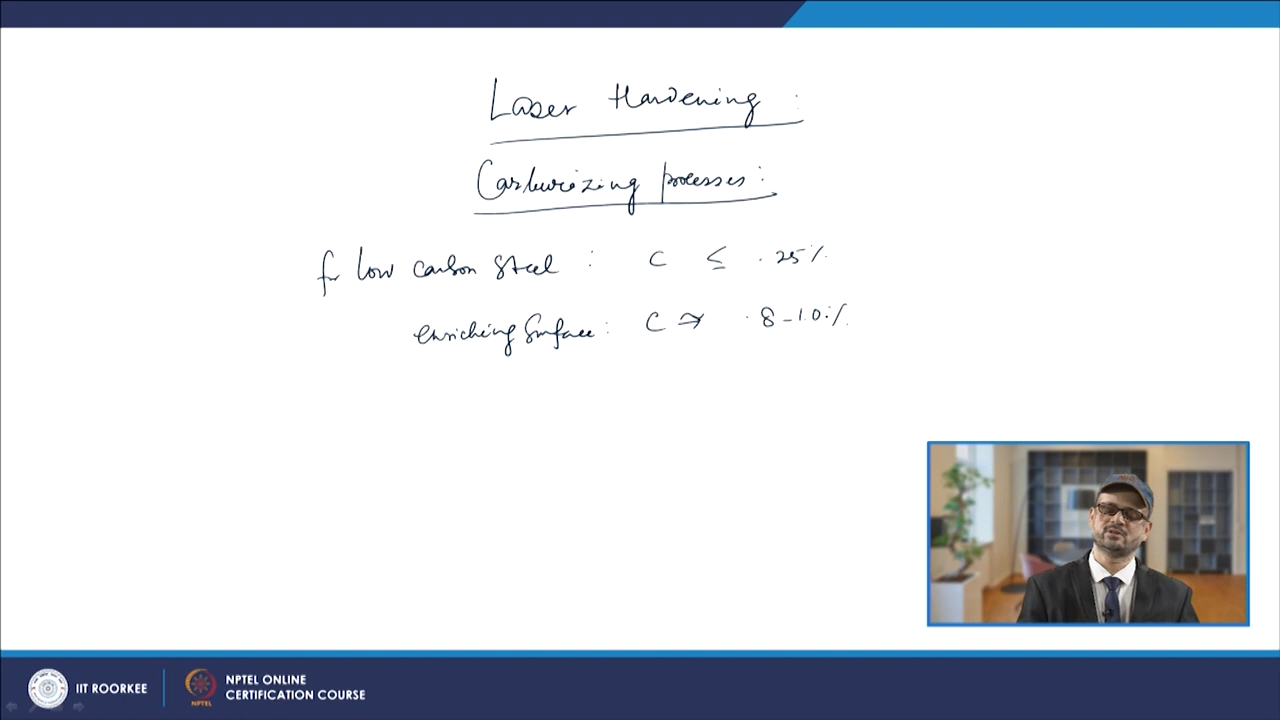 Laser Hardening :
Carburizing processes :
for low carbon steel : C ≤ .25%
enriching surface : C ⇒ .8-1.0%
IIT ROORKEE
NPTEL
NPTEL ONLINE
CERTIFICATION COURSE